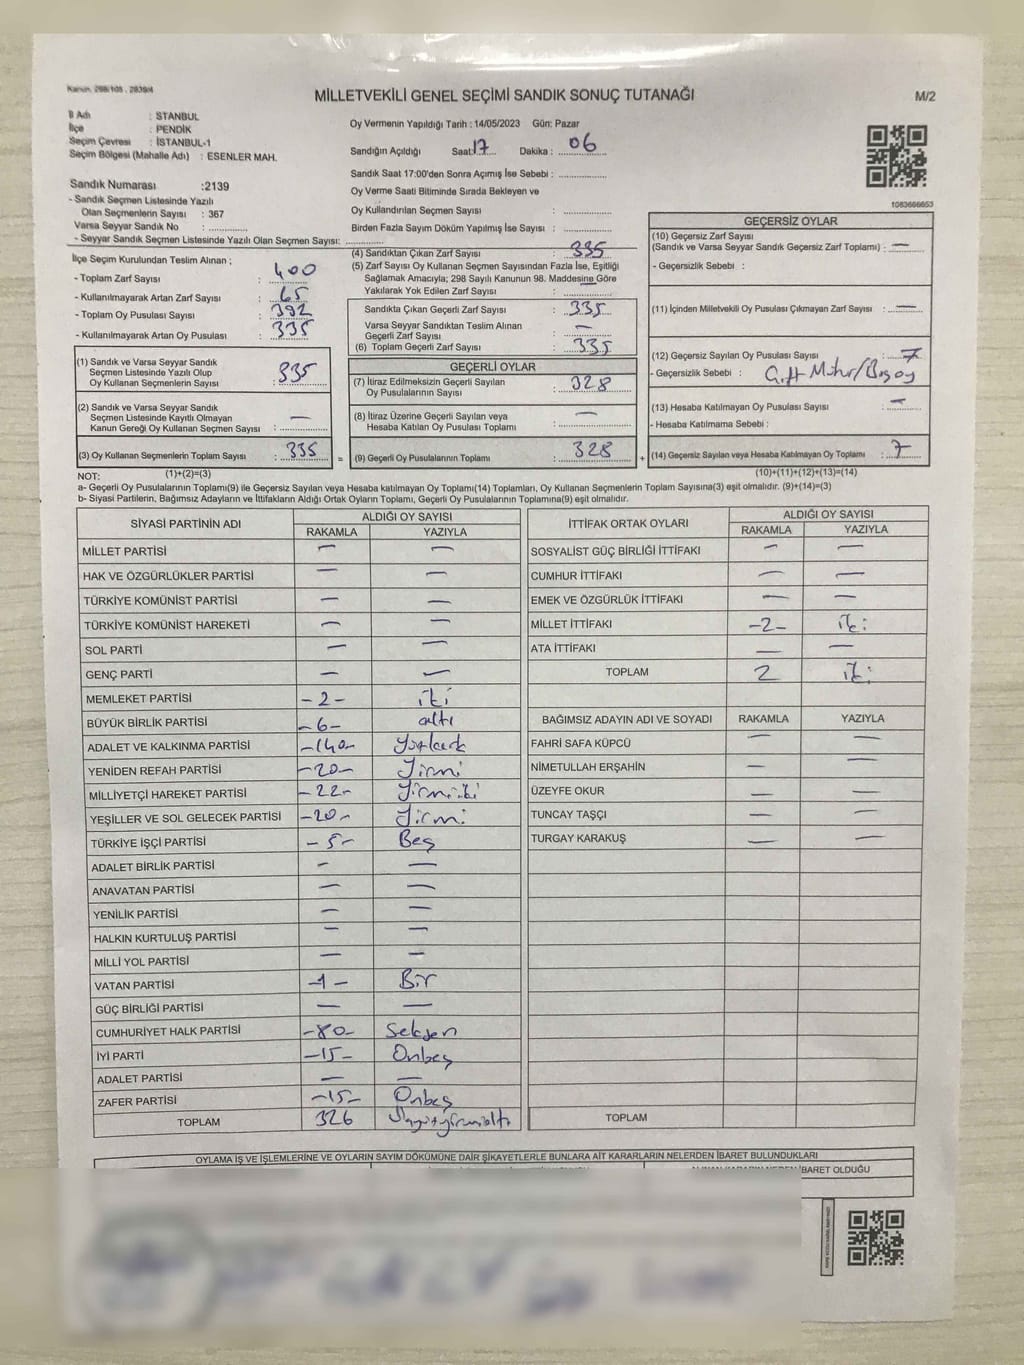 Kanun, 298/105 , 2839/4
MİLLETVEKİLİ GENEL SEÇİMİ SANDIK SONUÇ TUTANAĞI
M/2
İl Adı : STANBUL
İlçe : PENDİK
Seçim Çevresi : İSTANBUL-1
Seçim Bölgesi (Mahalle Adı) : ESENLER MAH.
Oy Vermenin Yapıldığı Tarih : 14/05/2023 Gün: Pazar
Sandığın Açıldığı Saat: 17 Dakika : 06
Sandık Saat 17:00'den Sonra Açımış İse Sebebi :
Oy Verme Saati Bitiminde Sırada Bekleyen ve
Oy Kullandırılan Seçmen Sayısı :
Birden Fazla Sayım Döküm Yapılmış İse Sayısı :
1083666653
Sandık Numarası :2139
- Sandık Seçmen Listesinde Yazılı
Olan Seçmenlerin Sayısı : 367
Varsa Seyyar Sandık No :
- Seyyar Sandık Seçmen Listesinde Yazılı Olan Seçmen Sayısı:
İlçe Seçim Kurulundan Teslim Alınan ;
- Toplam Zarf Sayısı : 400
- Kullanılmayarak Artan Zarf Sayısı : 65
- Toplam Oy Pusulası Sayısı : 392
- Kullanılmayarak Artan Oy Pusulası : 335
(1) Sandık ve Varsa Seyyar Sandık
Seçmen Listesinde Yazılı Olup
Oy Kullanan Seçmenlerin Sayısı : 335
(2) Sandık ve Varsa Seyyar Sandık
Seçmen Listesinde Kayıtlı Olmayan
Kanun Gereği Oy Kullanan Seçmen Sayısı : —
(3) Oy Kullanan Seçmenlerin Toplam Sayısı : 335
(1)+(2)=(3)
(4) Sandıktan Çıkan Zarf Sayısı : 335
(5) Zarf Sayısı Oy Kullanan Seçmen Sayısından Fazla İse, Eşitliği
Sağlamak Amacıyla; 298 Sayılı Kanunun 98. Maddesine Göre
Yakılarak Yok Edilen Zarf Sayısı :
Sandıkta Çıkan Geçerli Zarf Sayısı : 335
Varsa Seyyar Sandıktan Teslim Alınan
Geçerli Zarf Sayısı : —
(6) Toplam Geçerli Zarf Sayısı : 335
GEÇERLİ OYLAR
(7) İtiraz Edilmeksizin Geçerli Sayılan
Oy Pusulalarının Sayısı : 328
(8) İtiraz Üzerine Geçerli Sayılan veya
Hesaba Katılan Oy Pusulası Toplamı : —
= (9) Geçerli Oy Pusulalarının Toplamı : 328 +
GEÇERSİZ OYLAR
(10) Geçersiz Zarf Sayısı
(Sandık ve Varsa Seyyar Sandık Geçersiz Zarf Toplamı) : —
- Geçersizlik Sebebi :
(11) İçinden Milletvekili Oy Pusulası Çıkmayan Zarf Sayısı : —
(12) Geçersiz Sayılan Oy Pusulası Sayısı : 7
- Geçersizlik Sebebi : Çift Mühür/Boş oy
(13) Hesaba Katılmayan Oy Pusulası Sayısı : —
- Hesaba Katılmama Sebebi :
(14) Geçersiz Sayılan veya Hesaba Katılmayan Oy Toplamı : 7
(10)+(11)+(12)+(13)=(14)
NOT:
a- Geçerli Oy Pusulalarının Toplamı(9) ile Geçersiz Sayılan veya Hesaba katılmayan Oy Toplamı(14) Toplamları, Oy Kullanan Seçmenlerin Toplam Sayısına(3) eşit olmalıdır. (9)+(14)=(3)
b- Siyasi Partilerin, Bağımsız Adayların ve İttifakların Aldığı Ortak Oyların Toplamı, Geçerli Oy Pusulalarının Toplamına(9) eşit olmalıdır.
SİYASİ PARTİNİN ADI ALDIĞI OY SAYISI
RAKAMLA YAZIYLA
MİLLET PARTİSİ — —
HAK VE ÖZGÜRLÜKLER PARTİSİ — —
TÜRKİYE KOMÜNİST PARTİSİ — —
TÜRKİYE KOMÜNİST HAREKETİ — —
SOL PARTİ — —
GENÇ PARTİ — —
MEMLEKET PARTİSİ -2- iki
BÜYÜK BİRLİK PARTİSİ -6- altı
ADALET VE KALKINMA PARTİSİ -140- Yüzkırk
YENİDEN REFAH PARTİSİ -20- Yirmi
MİLLİYETÇİ HAREKET PARTİSİ -22- Yirmiiki
YEŞİLLER VE SOL GELECEK PARTİSİ -20- Yirmi
TÜRKİYE İŞÇİ PARTİSİ -5- Beş
ADALET BİRLİK PARTİSİ — —
ANAVATAN PARTİSİ — —
YENİLİK PARTİSİ — —
HALKIN KURTULUŞ PARTİSİ — —
MİLLİ YOL PARTİSİ — —
VATAN PARTİSİ -1- Bir
GÜÇ BİRLİĞİ PARTİSİ — —
CUMHURİYET HALK PARTİSİ -80- Seksen
İYİ PARTİ -15- Onbeş
ADALET PARTİSİ — —
ZAFER PARTİSİ -15- Onbeş
TOPLAM 326 Üçyüzyirmialtı
İTTİFAK ORTAK OYLARI ALDIĞI OY SAYISI
RAKAMLA YAZIYLA
SOSYALİST GÜÇ BİRLİĞİ İTTİFAKI — —
CUMHUR İTTİFAKI — —
EMEK VE ÖZGÜRLÜK İTTİFAKI — —
MİLLET İTTİFAKI -2- iki
ATA İTTİFAKI — —
TOPLAM 2 iki
BAĞIMSIZ ADAYIN ADI VE SOYADI RAKAMLA YAZIYLA
FAHRİ SAFA KÜPCÜ — —
NİMETULLAH ERŞAHİN — —
ÜZEYFE OKUR — —
TUNCAY TAŞÇI — —
TURGAY KARAKUŞ — —
TOPLAM
OYLAMA İŞ VE İŞLEMLERİNE VE OYLARIN SAYIM DÖKÜMÜNE DAİR ŞİKAYETLERLE BUNLARA AİT KARARLARIN NELERDEN İBARET BULUNDUKLARI
İBARET OLDUĞU